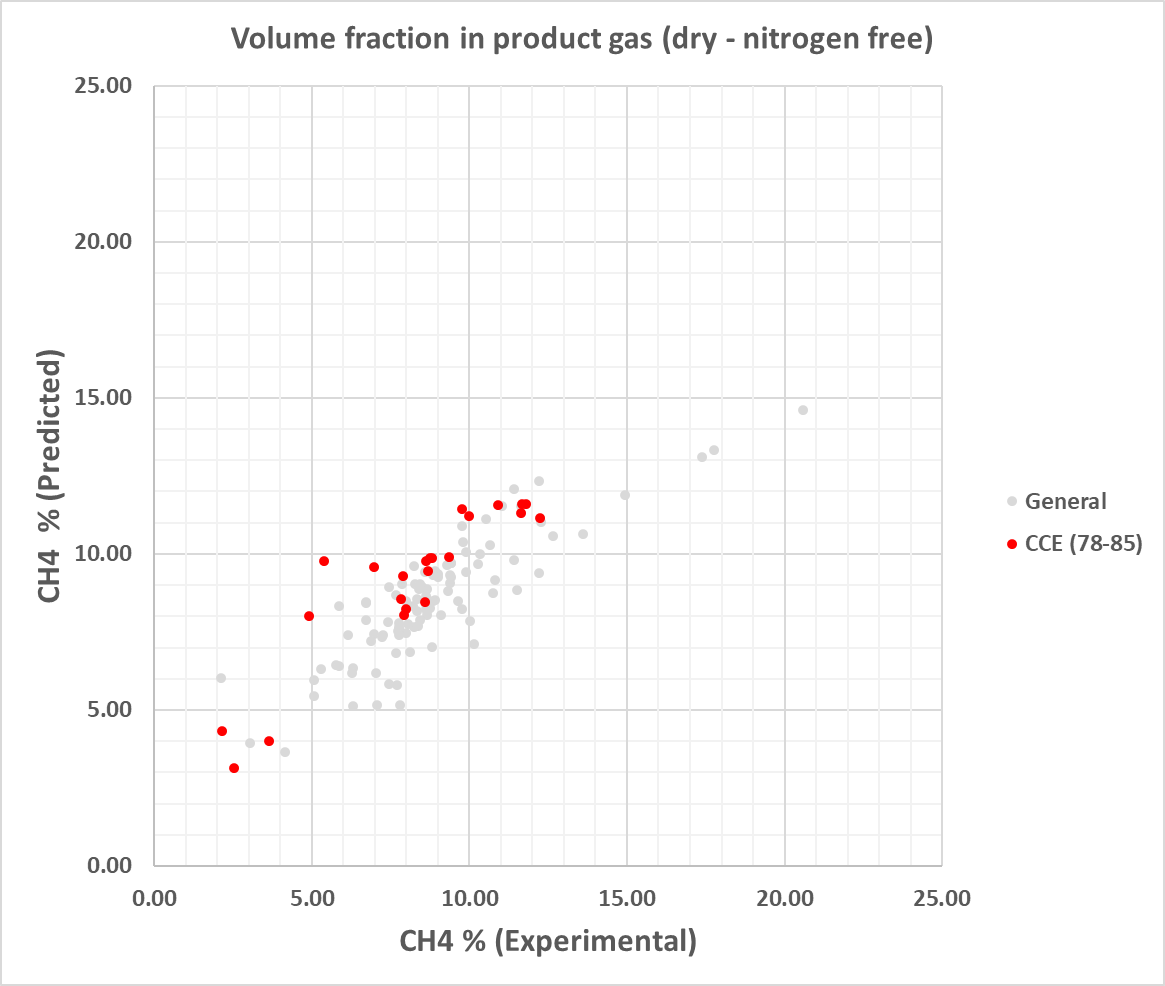 Volume fraction in product gas (dry - nitrogen free)
25.00
20.00
15.00
10.00
5.00
0.00
CH4 % (Predicted)
0.00 5.00 10.00 15.00 20.00 25.00
CH4 % (Experimental)
General
CCE (78-85)